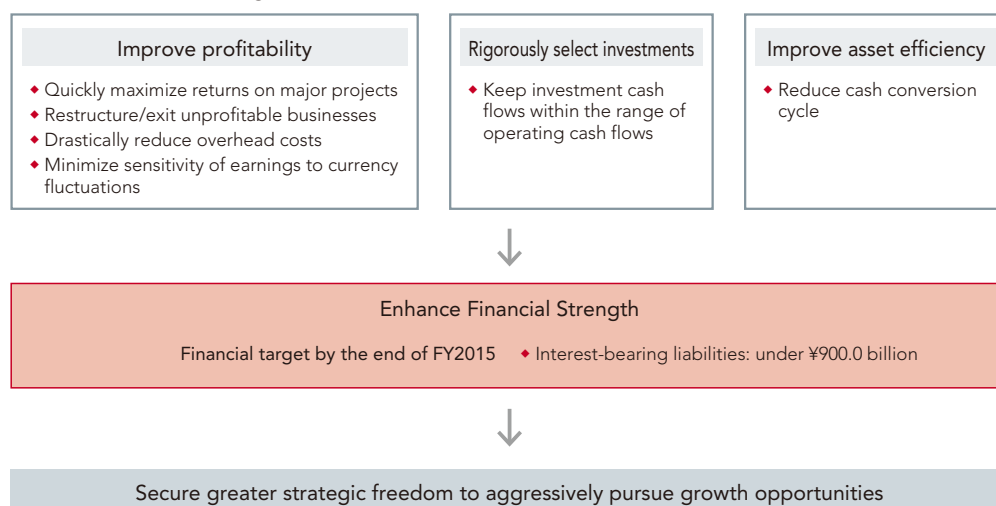 Improve profitability
◆ Quickly maximize returns on major projects
◆ Restructure/exit unprofitable businesses
◆ Drastically reduce overhead costs
◆ Minimize sensitivity of earnings to currency
fluctuations
Rigorously select investments
◆ Keep investment cash
flows within the range of
operating cash flows
Improve asset efficiency
◆ Reduce cash conversion
cycle
Enhance Financial Strength
Financial target by the end of FY2015 ◆ Interest-bearing liabilities: under ¥900.0 billion
Secure greater strategic freedom to aggressively pursue growth opportunities